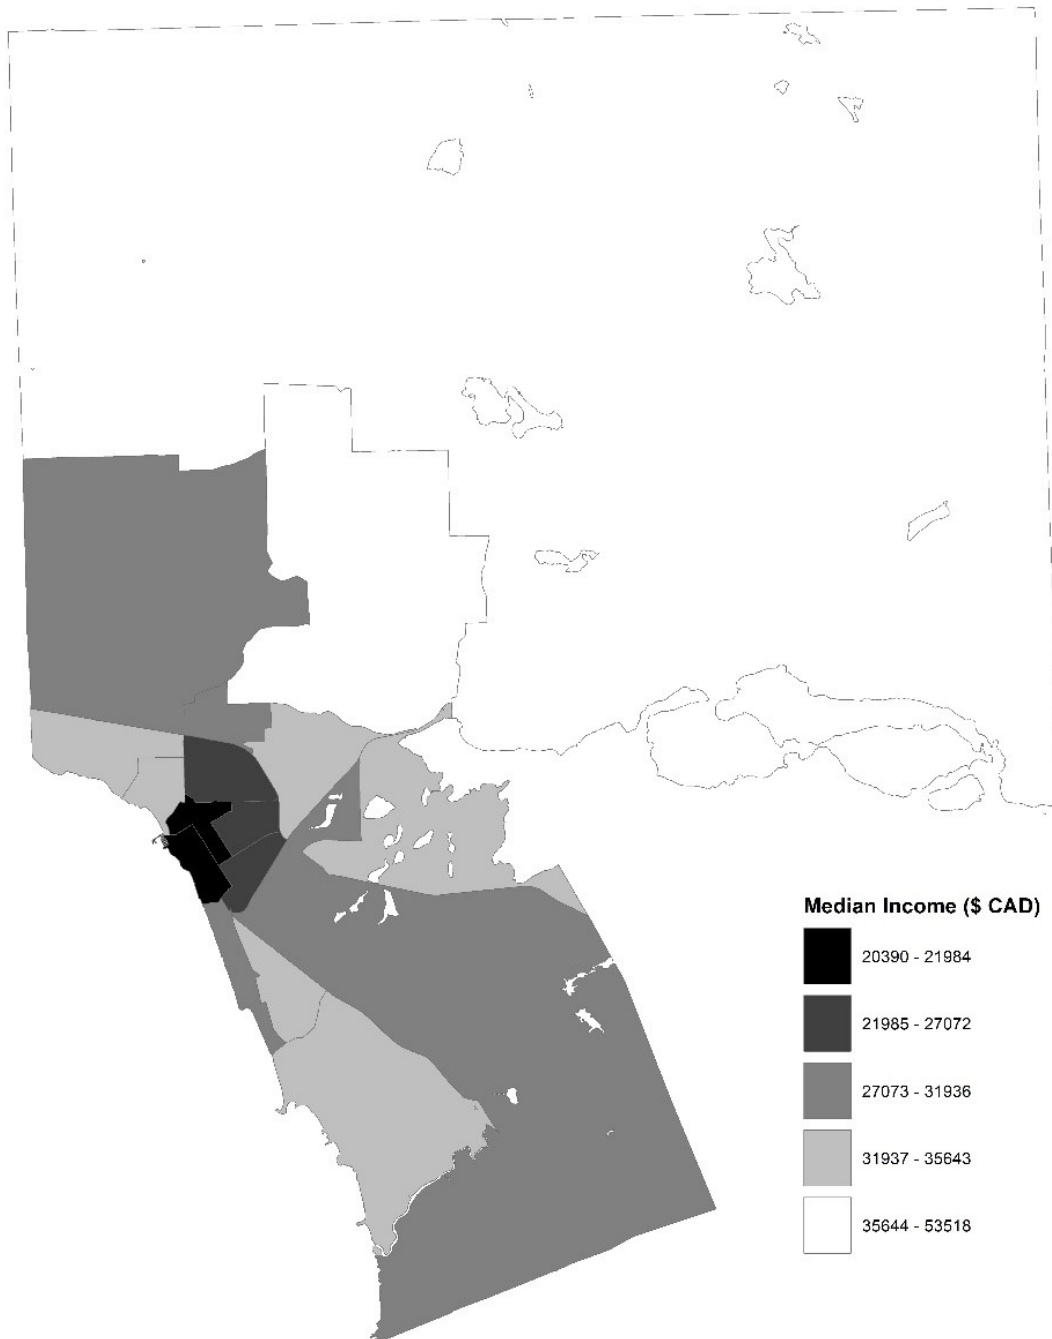 Median Income ($ CAD)
20390 - 21984
21985 - 27072
27073 - 31936
31937 - 35643
35644 - 53518